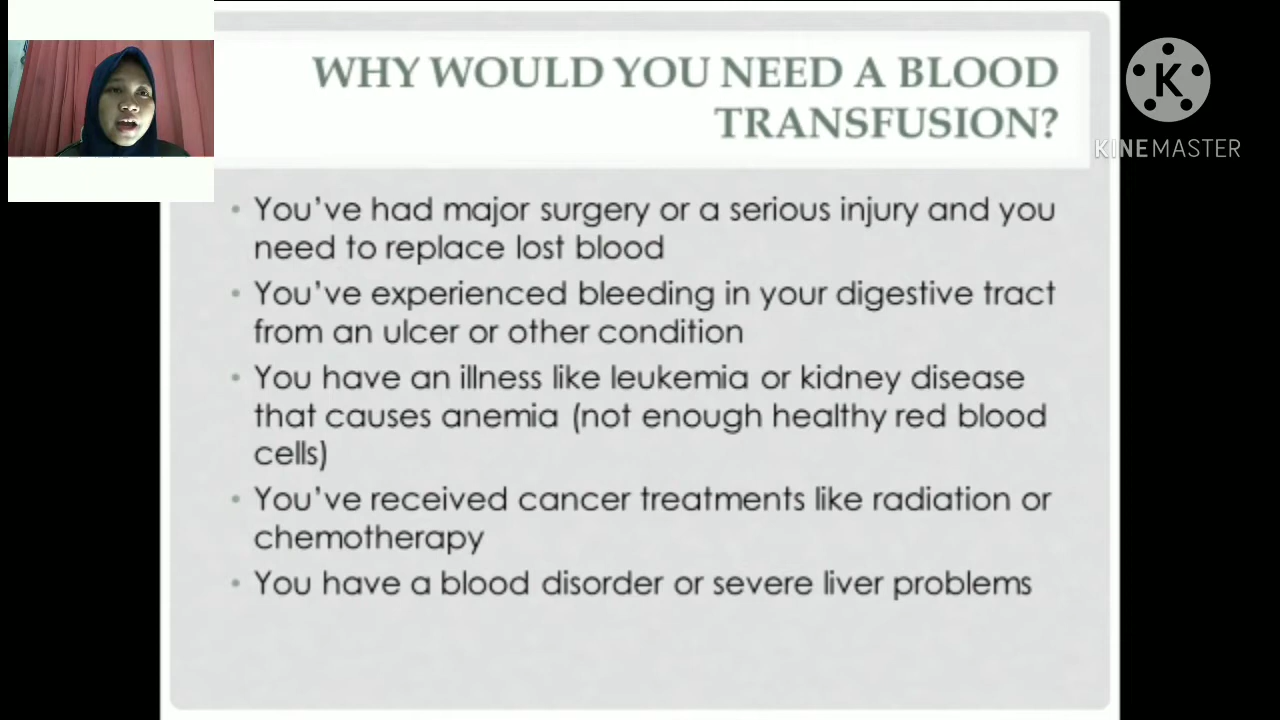 WHY WOULD YOU NEED A BLOOD
TRANSFUSION?
K
KINEMASTER
• You’ve had major surgery or a serious injury and you
need to replace lost blood
• You’ve experienced bleeding in your digestive tract
from an ulcer or other condition
• You have an illness like leukemia or kidney disease
that causes anemia (not enough healthy red blood
cells)
• You’ve received cancer treatments like radiation or
chemotherapy
• You have a blood disorder or severe liver problems